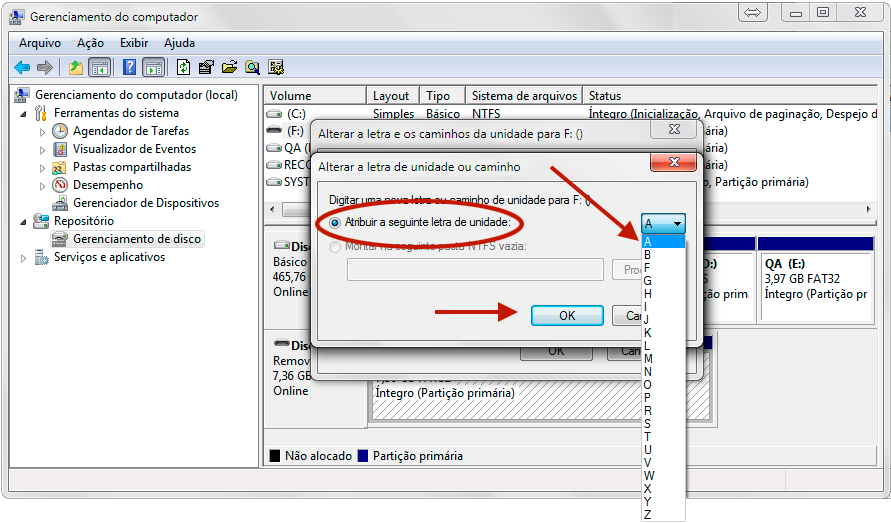 Gerenciamento do computador
Arquivo Ação Exibir Ajuda
Gerenciamento do computador (local)
Ferramentas do sistema
Agendador de Tarefas
Visualizador de Eventos
Pastas compartilhadas
Desempenho
Gerenciador de Dispositivos
Repositório
Gerenciamento de disco
Serviços e aplicativos
Volume Layout Tipo Sistema de arquivos Status
(C:) Simples Básico NTFS Íntegro (Inicialização, Arquivo de paginação, Despejo d
(F:) ária)
QA ( ária)
RECO ária)
SYST o, Partição primária)
Alterar a letra e os caminhos da unidade para F: ()
Alterar a letra de unidade ou caminho
Digitar uma nova letra ou caminho de unidade para F: ()
Atribuir a seguinte letra de unidade:
A
Montar na seguinte pasta NTFS vazia:
Proc
OK Can
A
B
F
G
H
I
J
K
L
M
N
O
P
R
S
T
U
V
W
X
Y
Z
OK Can
Dis
Básico
465,76
Online
D:)
S
ção prim
QA (E:)
3,97 GB FAT32
Íntegro (Partição pr
Dis
Remov
7,36 GB
Online
Íntegro (Partição primária)
Não alocado Partição primária